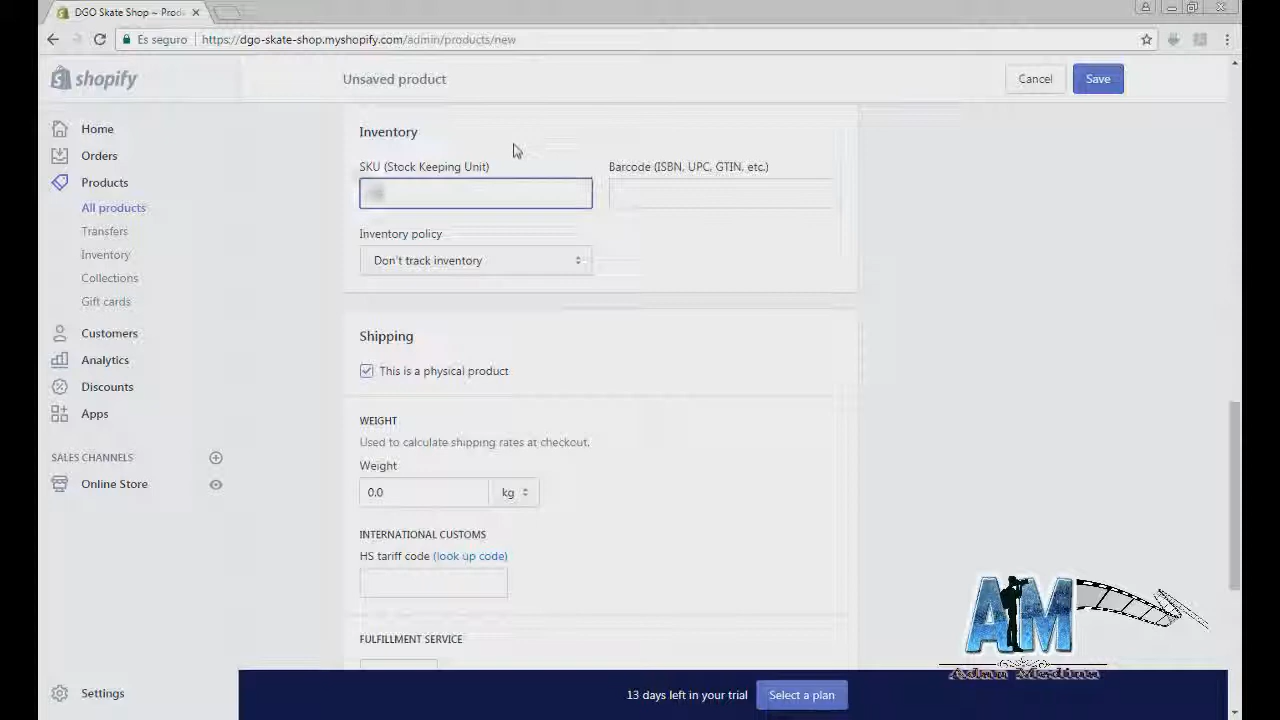 DGO Skate Shop ~ Prod
Es seguro
https://dgo-skate-shop.myshopify.com/admin/products/new
shopify
Unsaved product
Cancel
Save
Home
Orders
Products
All products
Transfers
Inventory
Collections
Gift cards
Customers
Analytics
Discounts
Apps
SALES CHANNELS
Online Store
Settings
Inventory
SKU (Stock Keeping Unit)
Barcode (ISBN, UPC, GTIN, etc.)
Inventory policy
Don't track inventory
Shipping
This is a physical product
WEIGHT
Used to calculate shipping rates at checkout.
Weight
0.0
kg
INTERNATIONAL CUSTOMS
HS tariff code (look up code)
FULFILLMENT SERVICE
13 days left in your trial
Select a plan
AM
Adan Medina